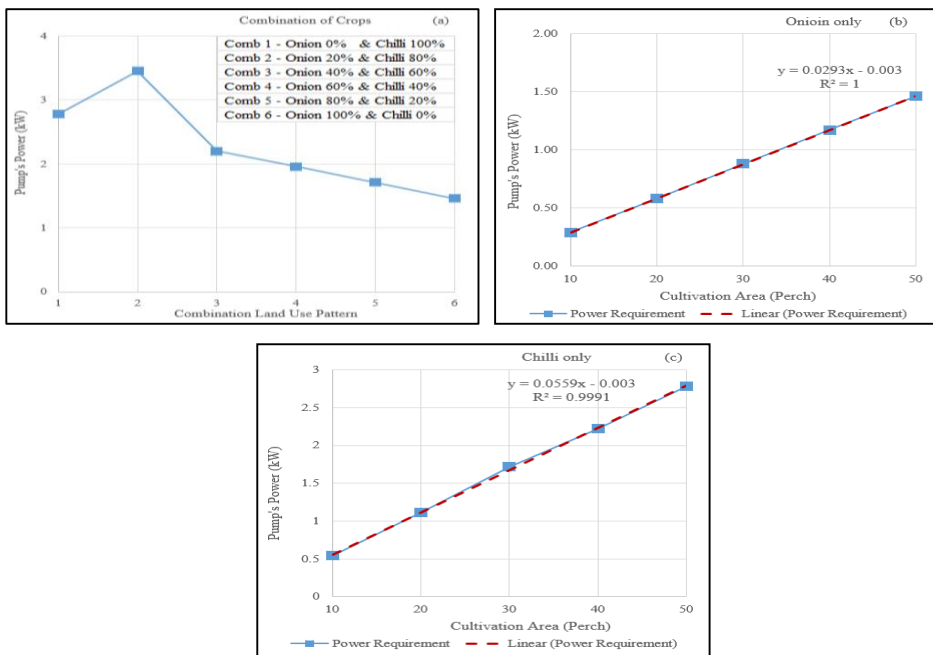 Combination of Crops (a)
Comb 1 - Onion 0% & Chilli 100%
Comb 2 - Onion 20% & Chilli 80%
Comb 3 - Onion 40% & Chilli 60%
Comb 4 - Onion 60% & Chilli 40%
Comb 5 - Onion 80% & Chilli 20%
Comb 6 - Onion 100% & Chilli 0%
Pump's Power (kW)
4
3
2
1
0
1 2 3 4 5 6
Combination Land Use Pattern
Onioin only (b)
y = 0.0293x - 0.003
R² = 1
Pump's Power (kW)
2.00
1.50
1.00
0.50
0.00
10 20 30 40 50
Cultivation Area (Perch)
Power Requirement Linear (Power Requirement)
Chilli only (c)
y = 0.0559x - 0.003
R² = 0.9991
Pump's Power (kW)
3
2.5
2
1.5
1
0.5
0
10 20 30 40 50
Cultivation Area (Perch)
Power Requirement Linear (Power Requirement)